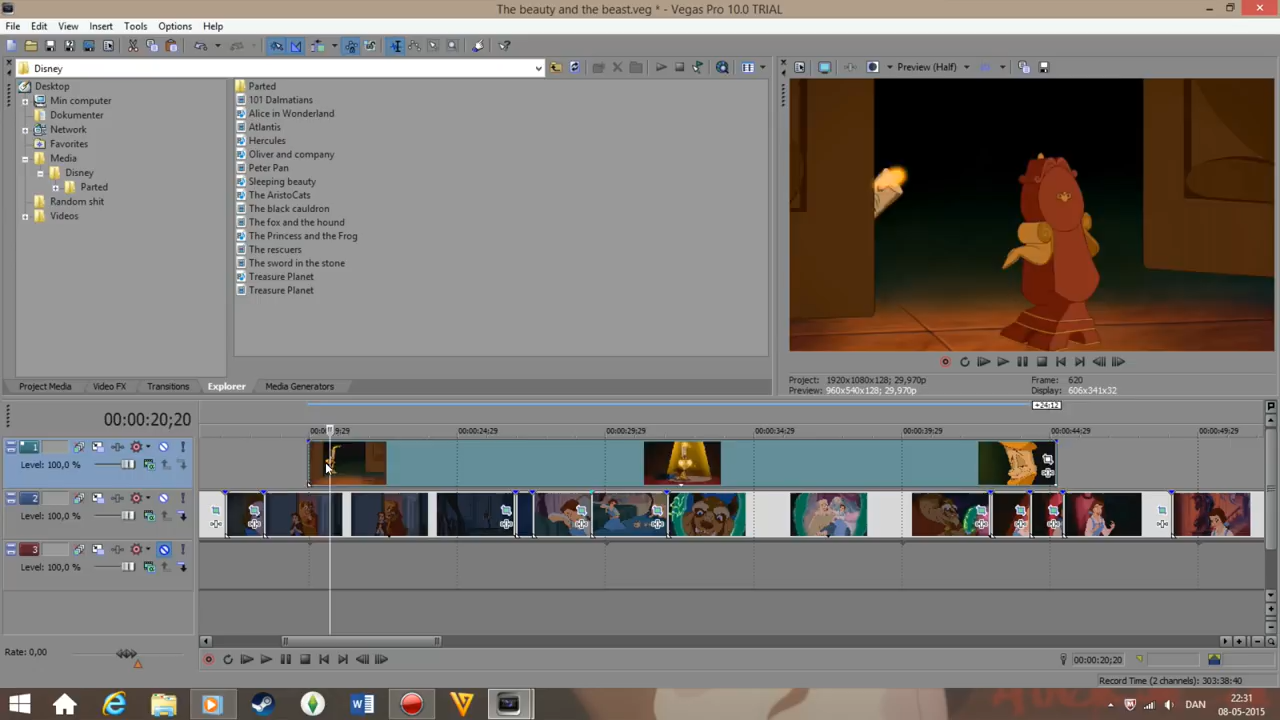 The beauty and the beast.veg * - Vegas Pro 10.0 TRIAL
File Edit View Insert Tools Options Help
Disney
Desktop
Min computer
Dokumenter
Network
Favorites
Media
Disney
Parted
Random shit
Videos
Parted
101 Dalmatians
Alice in Wonderland
Atlantis
Hercules
Oliver and company
Peter Pan
Sleeping beauty
The AristoCats
The black cauldron
The fox and the hound
The Princess and the Frog
The rescuers
The sword in the stone
Treasure Planet
Treasure Planet
Preview (Half)
Project Media Video FX Transitions Explorer Media Generators
Project: 1920x1080x128; 29,970p Frame: 620
Preview: 960x540x128; 29,970p Display: 606x341x32
00:00:20;20
+24;12
00:00:24;29 00:00:29;29 00:00:34;29 00:00:39;29 00:00:44;29 00:00:49;29
1
Level: 100,0 %
2
Level: 100,0 %
3
Level: 100,0 %
Rate: 0,00
00:00:20;20
Record Time (2 channels): 303:38:40
DAN
22:31
08-05-2015